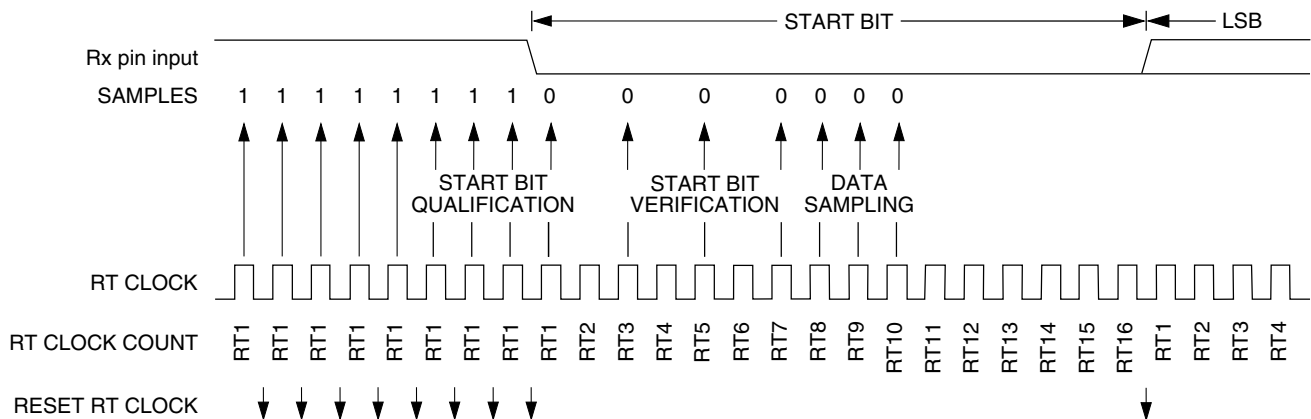 START BIT LSB
Rx pin input
SAMPLES 1 1 1 1 1 1 1 1 0 0 0 0 0 0 0
START BIT QUALIFICATION START BIT VERIFICATION DATA SAMPLING
RT CLOCK
RT CLOCK COUNT RT1 RT1 RT1 RT1 RT1 RT1 RT1 RT1 RT1 RT2 RT3 RT4 RT5 RT6 RT7 RT8 RT9 RT10 RT11 RT12 RT13 RT14 RT15 RT16 RT1 RT2 RT3 RT4
RESET RT CLOCK